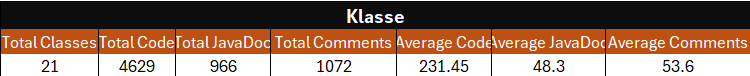 Klasse
Total Classes Total Code Total JavaDoc Total Comments Average Code Average JavaDoc Average Comments
21 4629 966 1072 231.45 48.3 53.6